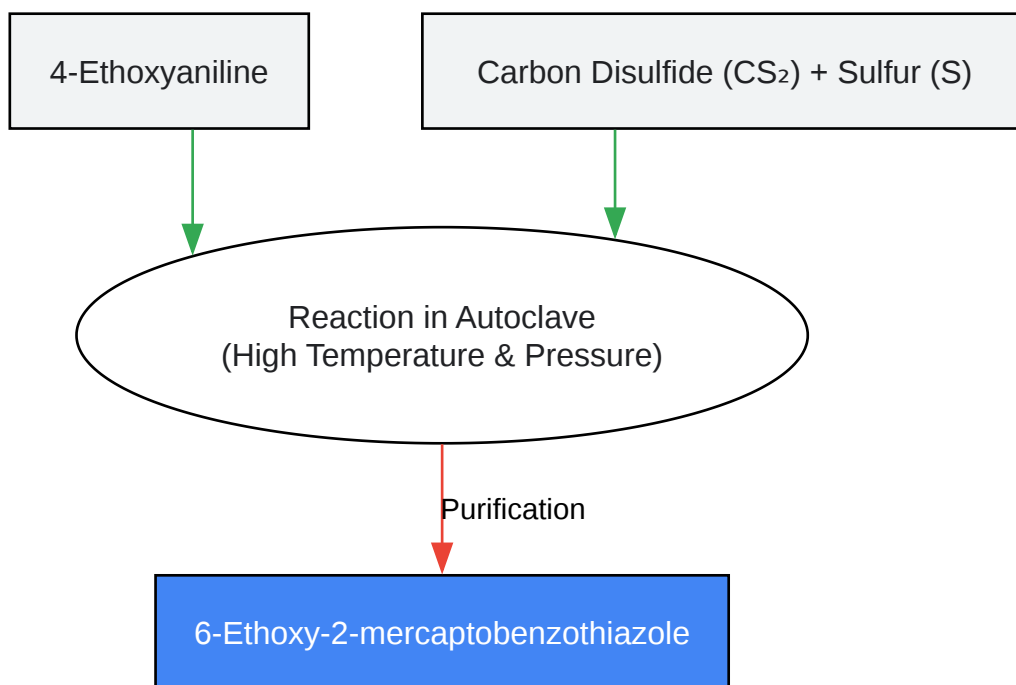 4-Ethoxyaniline
Carbon Disulfide (CS₂) + Sulfur (S)
Reaction in Autoclave
(High Temperature & Pressure)
Purification
6-Ethoxy-2-mercaptobenzothiazole